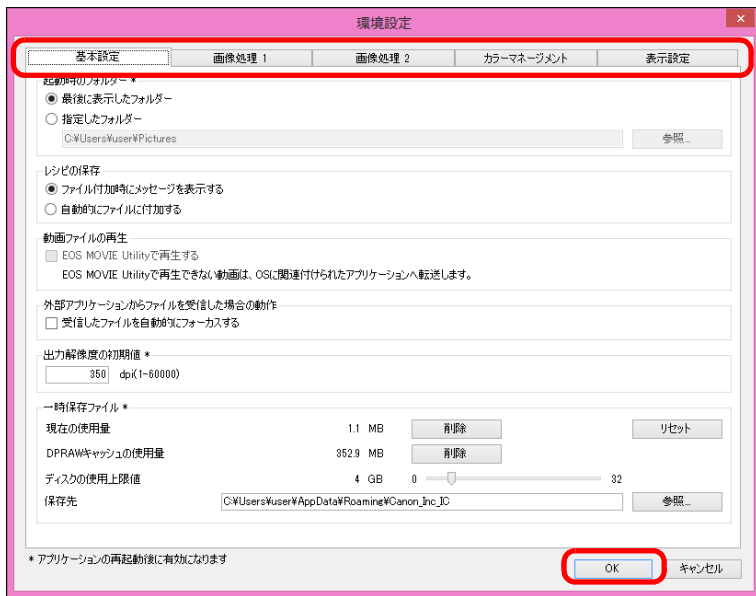 環境設定
基本設定 画像処理 1 画像処理 2 カラーマネージメント 表示設定
起動時のフォルダー *
最後に表示したフォルダー
指定したフォルダー
C:¥Users¥user¥Pictures 参照...
レシピの保存
ファイル付加時にメッセージを表示する
自動的にファイルに付加する
動画ファイルの再生
EOS MOVIE Utilityで再生する
EOS MOVIE Utilityで再生できない動画は、OSに関連付けられたアプリケーションへ転送します。
外部アプリケーションからファイルを受信した場合の動作
受信したファイルを自動的にフォーカスする
出力解像度の初期値 *
350 dpi(1-60000)
一時保存ファイル *
現在の使用量 1.1 MB 削除 リセット
DPRAWキャッシュの使用量 352.9 MB 削除
ディスクの使用上限値 4 GB 0 32
保存先 C:¥Users¥user¥AppData¥Roaming¥Canon_Inc_IC 参照...
* アプリケーションの再起動後に有効になります
OK キャンセル